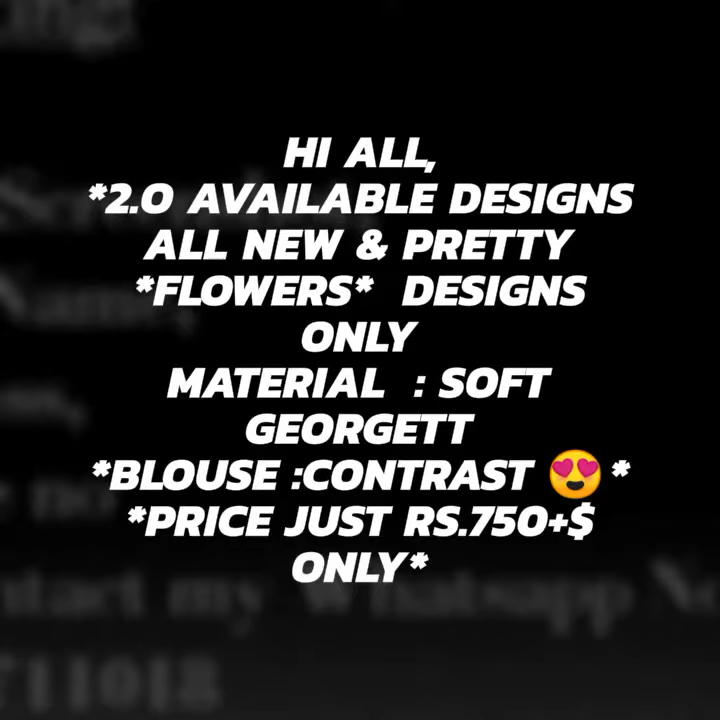 HI ALL,
*2.O AVAILABLE DESIGNS
ALL NEW & PRETTY
*FLOWERS* DESIGNS
ONLY
MATERIAL : SOFT
GEORGETT
*BLOUSE :CONTRAST 😍*
*PRICE JUST RS.750+$
ONLY*